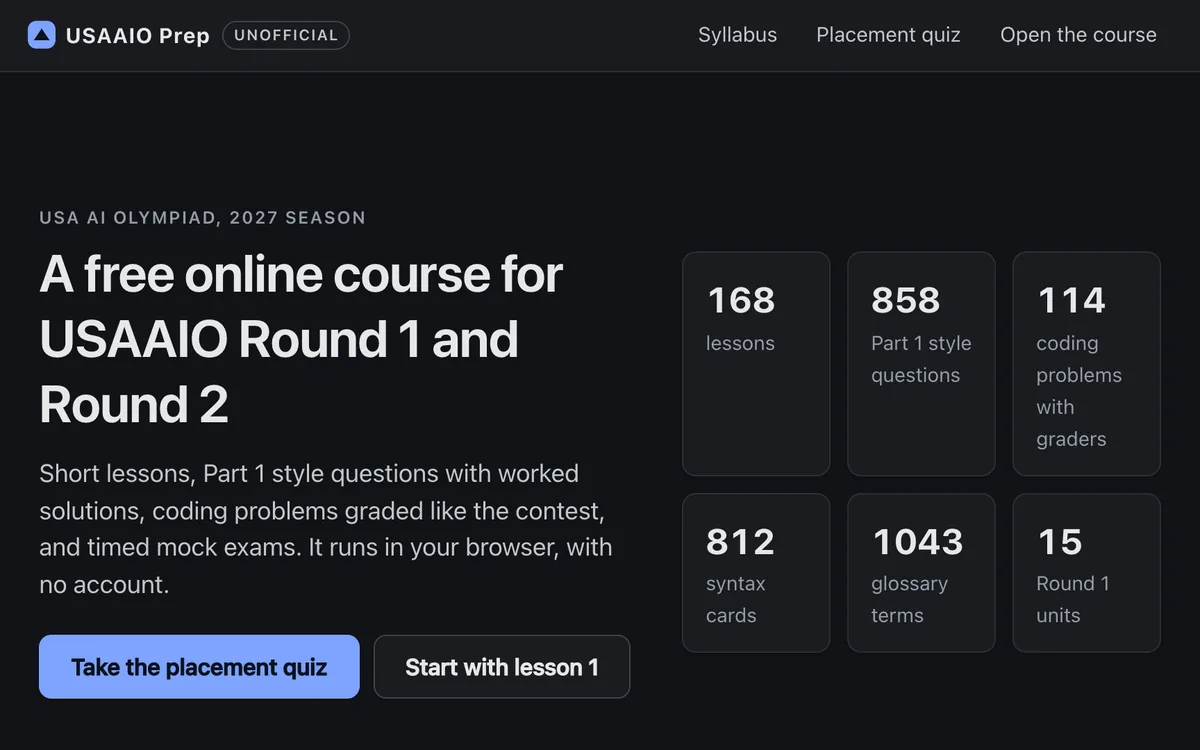 USAAIO Prep
UNOFFICIAL
Syllabus
Placement quiz
Open the course
USA AI OLYMPIAD, 2027 SEASON
A free online course for
USAAIO Round 1 and
Round 2
Short lessons, Part 1 style questions with worked
solutions, coding problems graded like the contest,
and timed mock exams. It runs in your browser, with
no account.
Take the placement quiz
Start with lesson 1
168
lessons
858
Part 1 style
questions
114
coding
problems
with
graders
812
syntax
cards
1043
glossary
terms
15
Round 1
units